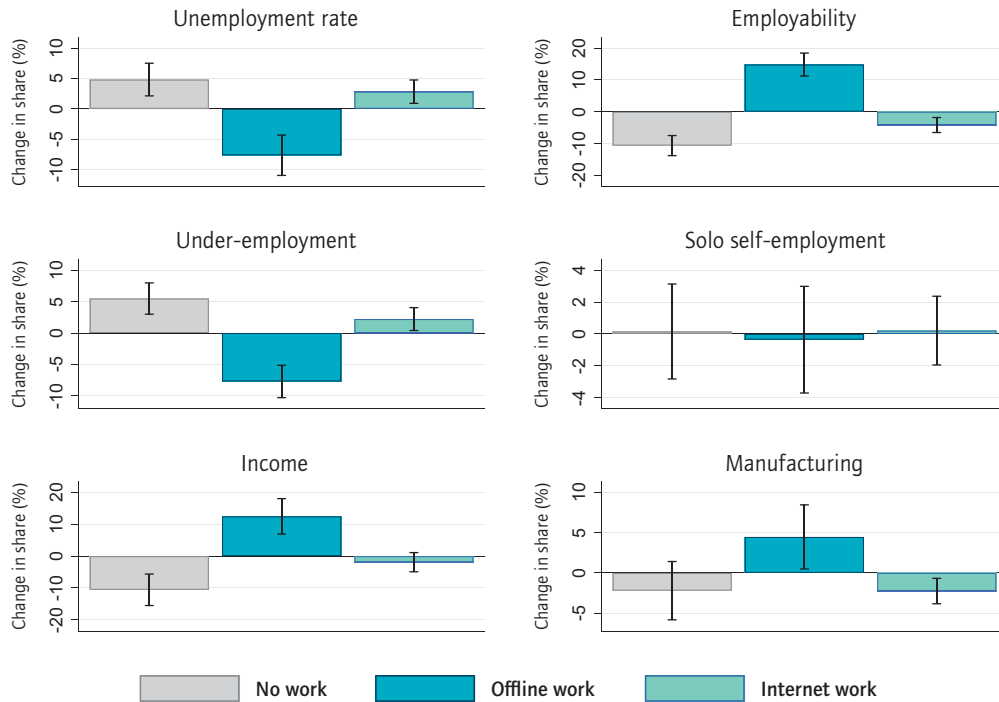 Unemployment rate
Change in share (%)
10
5
0
-5
-10
Employability
Change in share (%)
20
10
0
-10
-20
Under-employment
Change in share (%)
10
5
0
-5
-10
Solo self-employment
Change in share (%)
4
2
0
-2
-4
Income
Change in share (%)
20
10
0
-10
-20
Manufacturing
Change in share (%)
10
5
0
-5
No work
Offline work
Internet work